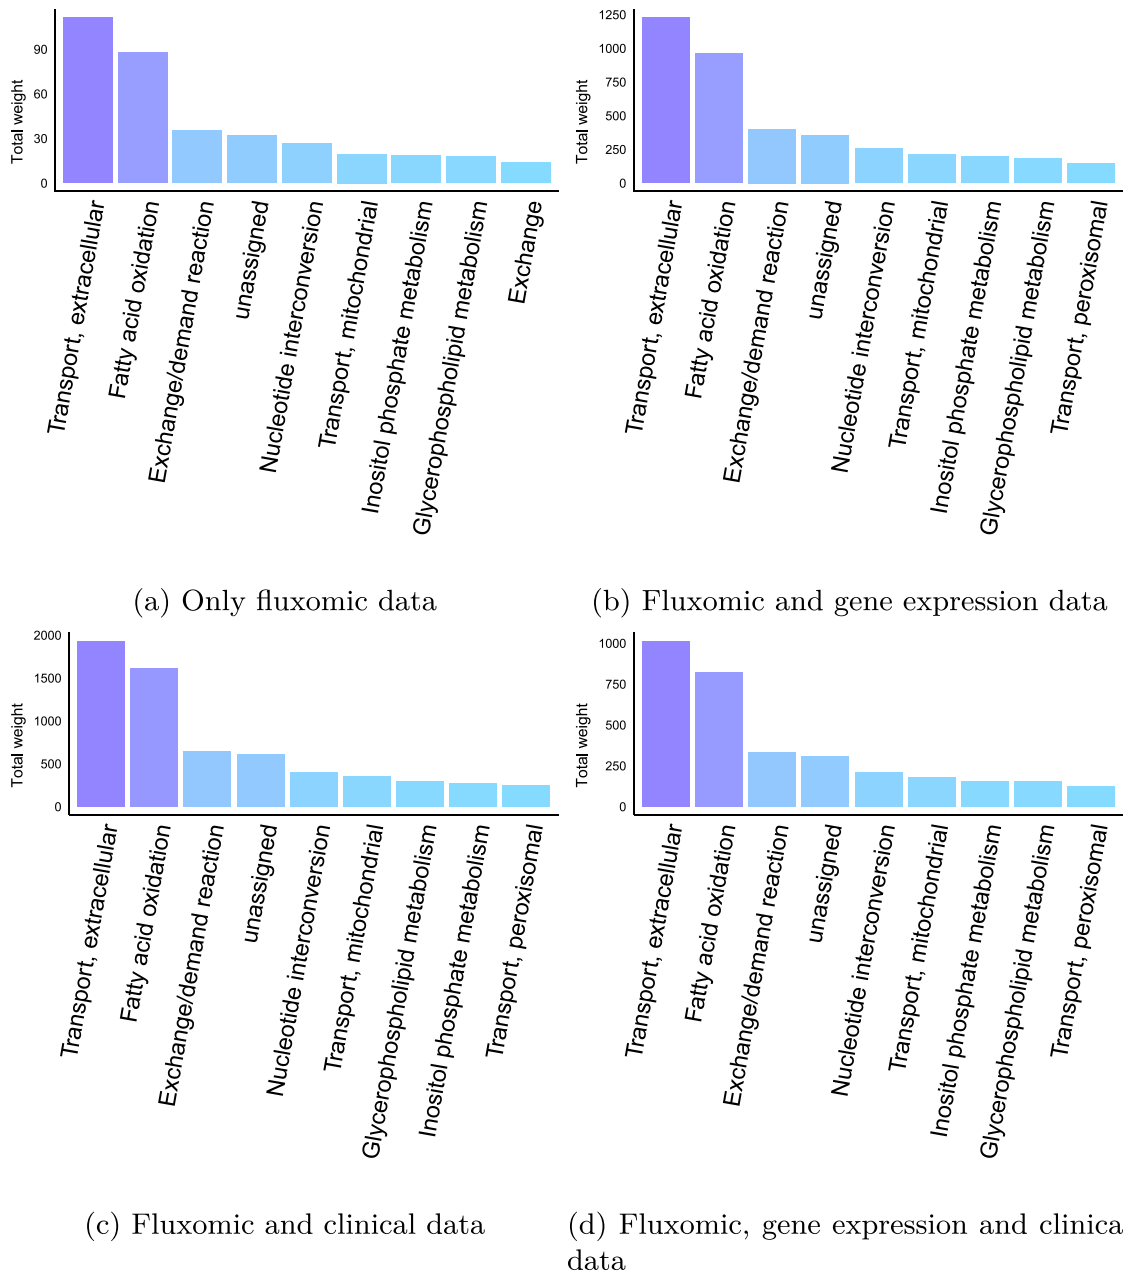 Total weight
90
60
30
0
Transport, extracellular
Fatty acid oxidation
Exchange/demand reaction
unassigned
Nucleotide interconversion
Transport, mitochondrial
Inositol phosphate metabolism
Glycerophospholipid metabolism
Exchange
(a) Only fluxomic data
Total weight
1250
1000
750
500
250
0
Transport, extracellular
Fatty acid oxidation
Exchange/demand reaction
unassigned
Nucleotide interconversion
Transport, mitochondrial
Inositol phosphate metabolism
Glycerophospholipid metabolism
Transport, peroxisomal
(b) Fluxomic and gene expression data
Total weight
2000
1500
1000
500
0
Transport, extracellular
Fatty acid oxidation
Exchange/demand reaction
unassigned
Nucleotide interconversion
Transport, mitochondrial
Glycerophospholipid metabolism
Inositol phosphate metabolism
Transport, peroxisomal
(c) Fluxomic and clinical data
Total weight
1000
750
500
250
0
Transport, extracellular
Fatty acid oxidation
Exchange/demand reaction
unassigned
Nucleotide interconversion
Transport, mitochondrial
Inositol phosphate metabolism
Glycerophospholipid metabolism
Transport, peroxisomal
(d) Fluxomic, gene expression and clinica
data